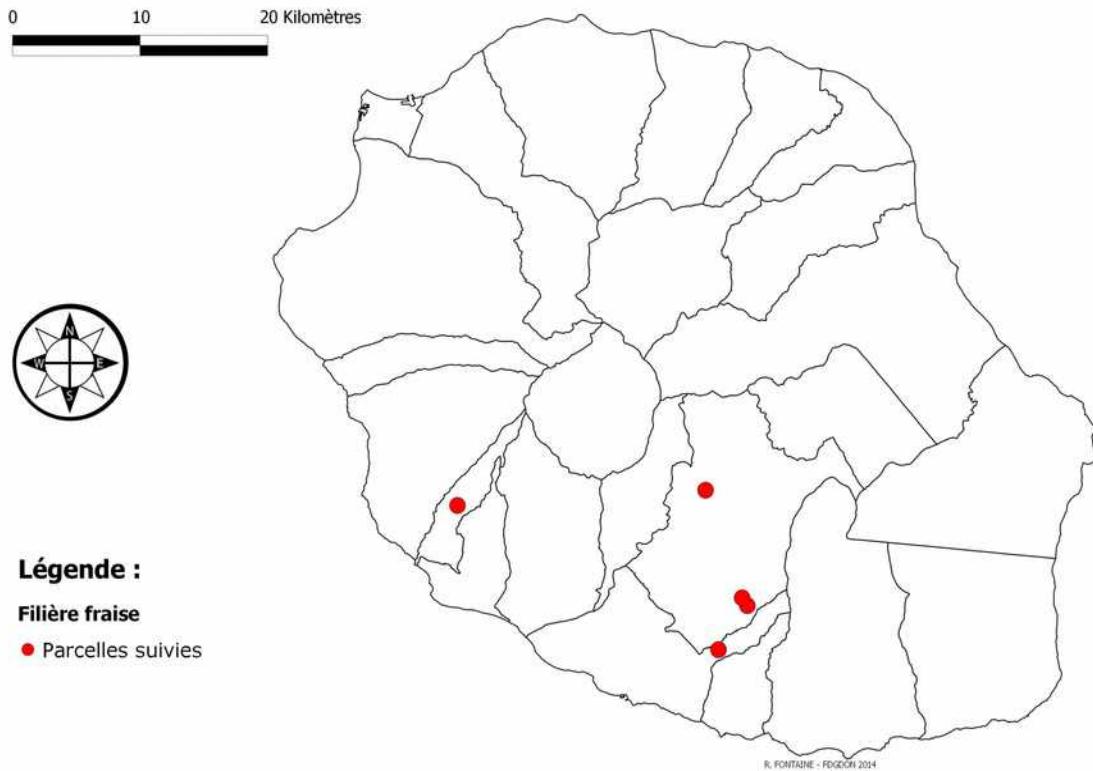 0 10 20 Kilomètres
N
W E
S
Légende :
Filière fraise
Parcelles suivies
R. FONTAINE - FDGDON 2014